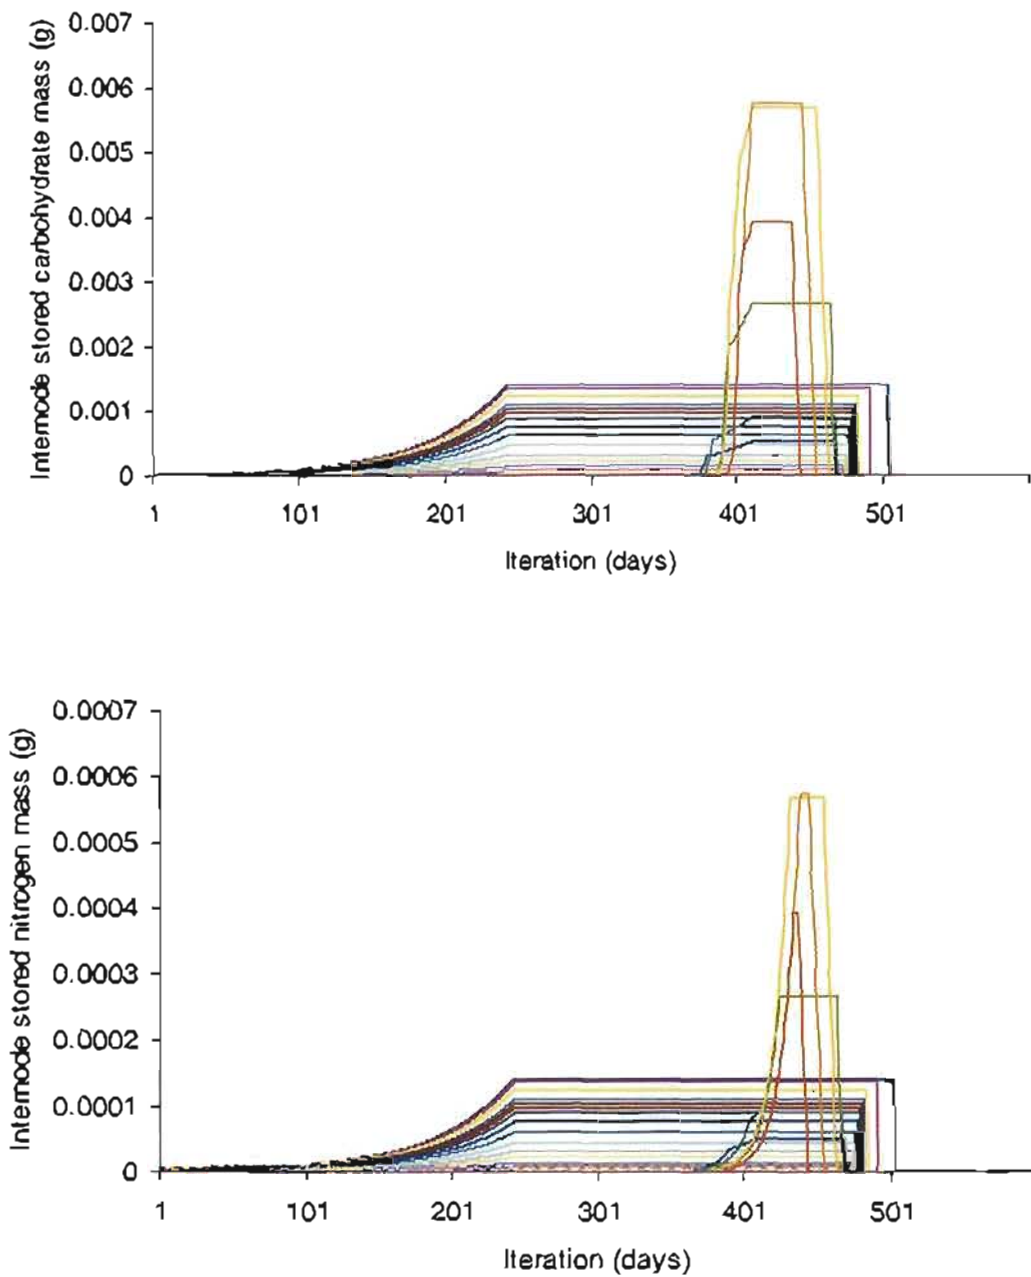 Internode stored carbohydrate mass (g)
0.007
0.006
0.005
0.004
0.003
0.002
0.001
0
1 101 201 301 401 501
Iteration (days)
Internode stored nitrogen mass (g)
0.0007
0.0006
0.0005
0.0004
0.0003
0.0002
0.0001
0
1 101 201 301 401 501
Iteration (days)